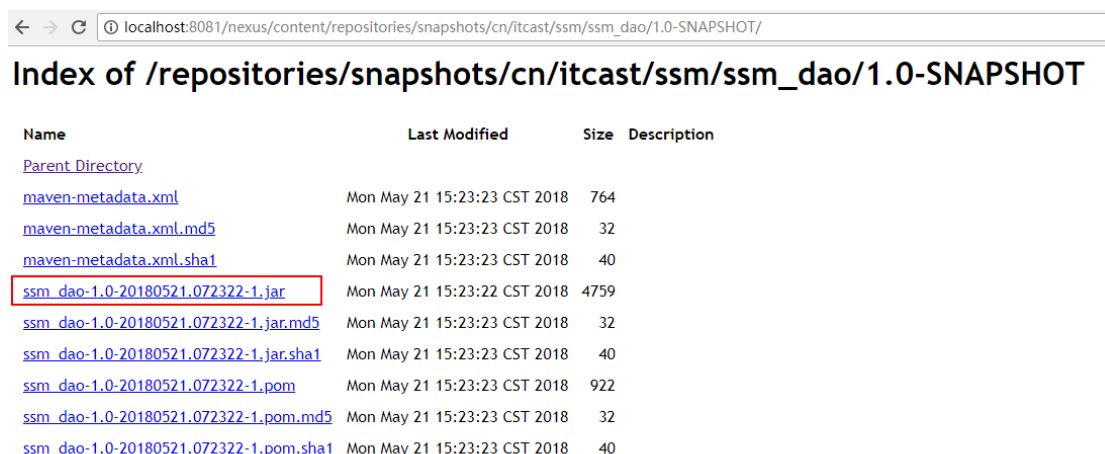 localhost:8081/nexus/content/repositories/snapshots/cn/itcast/ssm/ssm_dao/1.0-SNAPSHOT/
Index of /repositories/snapshots/cn/itcast/ssm/ssm_dao/1.0-SNAPSHOT
Name Last Modified Size Description
Parent Directory
maven-metadata.xml Mon May 21 15:23:23 CST 2018 764
maven-metadata.xml.md5 Mon May 21 15:23:23 CST 2018 32
maven-metadata.xml.sha1 Mon May 21 15:23:23 CST 2018 40
ssm_dao-1.0-20180521.072322-1.jar Mon May 21 15:23:22 CST 2018 4759
ssm_dao-1.0-20180521.072322-1.jar.md5 Mon May 21 15:23:23 CST 2018 32
ssm_dao-1.0-20180521.072322-1.jar.sha1 Mon May 21 15:23:23 CST 2018 40
ssm_dao-1.0-20180521.072322-1.pom Mon May 21 15:23:23 CST 2018 922
ssm_dao-1.0-20180521.072322-1.pom.md5 Mon May 21 15:23:23 CST 2018 32
ssm_dao-1.0-20180521.072322-1.pom.sha1 Mon May 21 15:23:23 CST 2018 40